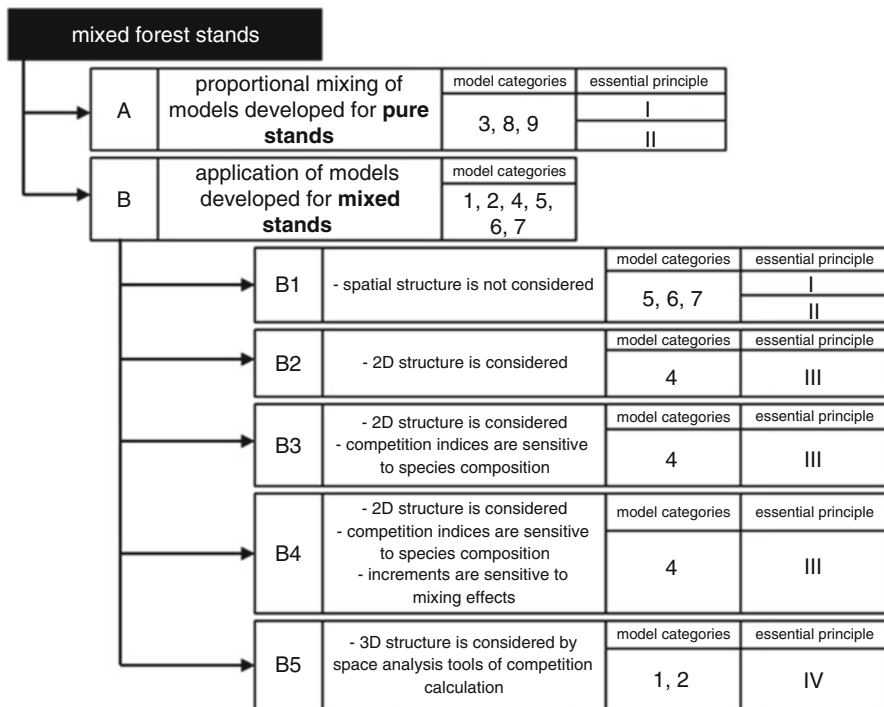 mixed forest stands
A
proportional mixing of
models developed for pure
stands
model categories
3, 8, 9
essential principle
I
II
B
application of models
developed for mixed
stands
model categories
1, 2, 4, 5,
6, 7
B1
- spatial structure is not considered
model categories
5, 6, 7
essential principle
I
II
B2
- 2D structure is considered
model categories
4
essential principle
III
B3
- 2D structure is considered
- competition indices are sensitive
to species composition
model categories
4
essential principle
III
B4
- 2D structure is considered
- competition indices are sensitive
to species composition
- increments are sensitive to
mixing effects
model categories
4
essential principle
III
B5
- 3D structure is considered by
space analysis tools of competition
calculation
model categories
1, 2
essential principle
IV